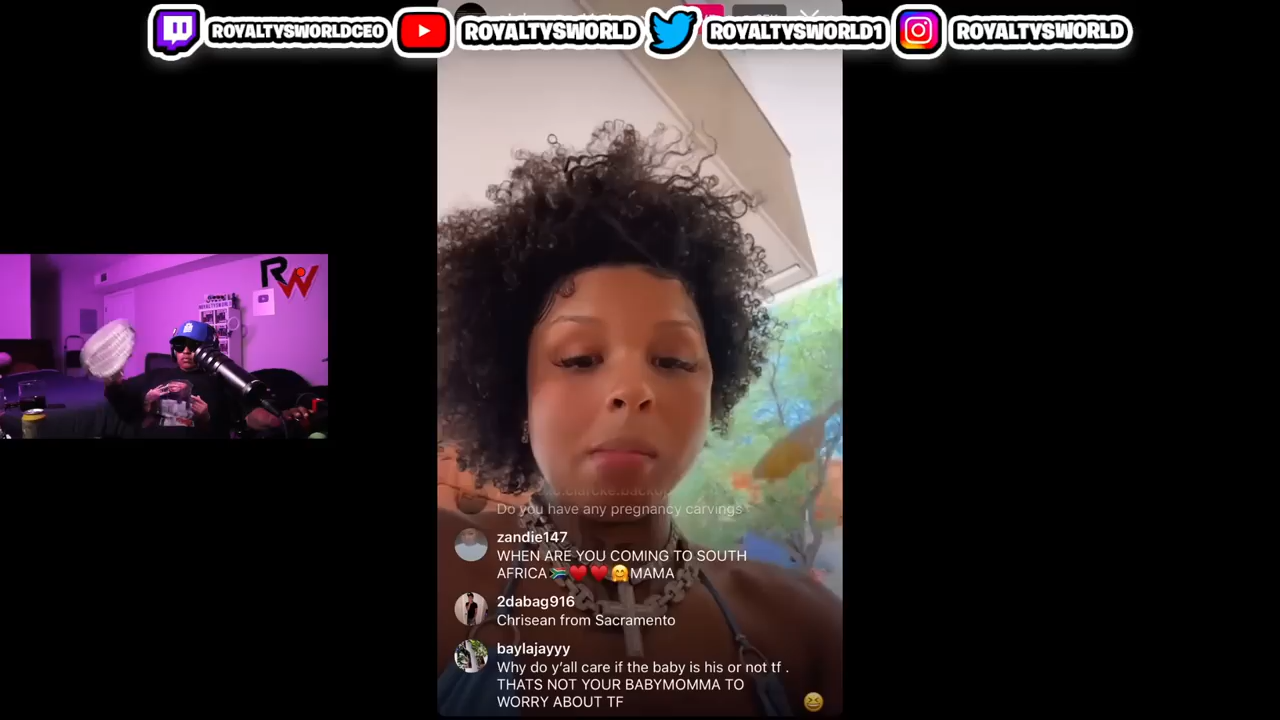 ROYALTYSWORLDCEO
ROYALTYSWORLD
ROYALTYSWORLD1
ROYALTYSWORLD
RW
Do you have any pregnancy carvings
zandie147
WHEN ARE YOU COMING TO SOUTH
AFRICA🇿🇦❤️❤️🤗MAMA
2dabag916
Chrisean from Sacramento
baylajayyy
Why do y'all care if the baby is his or not tf .
THATS NOT YOUR BABYMOMMA TO
WORRY ABOUT TF